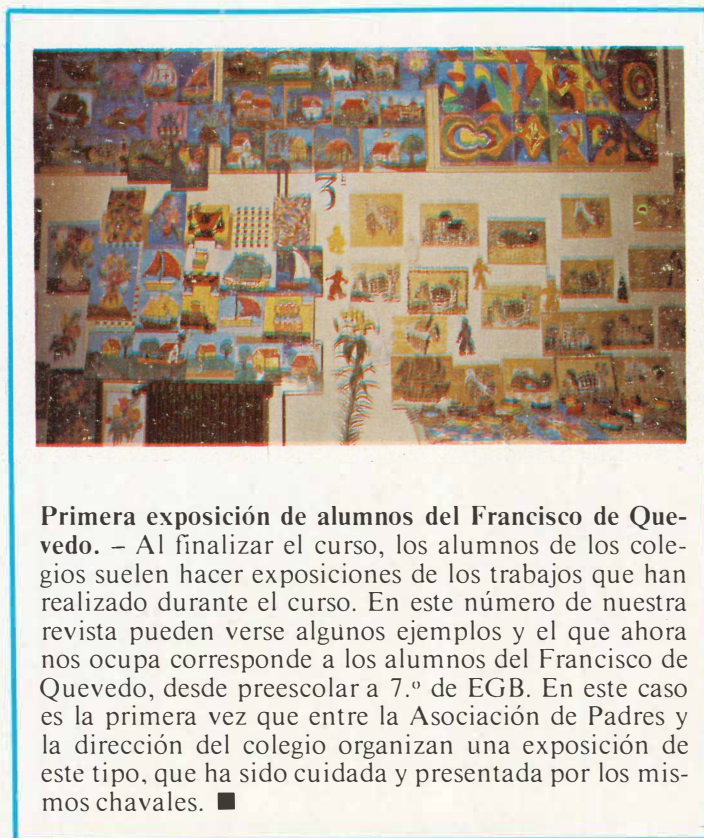 3º
Primera exposición de alumnos del Francisco de Que-
vedo. – Al finalizar el curso, los alumnos de los cole-
gios suelen hacer exposiciones de los trabajos que han
realizado durante el curso. En este número de nuestra
revista pueden verse algunos ejemplos y el que ahora
nos ocupa corresponde a los alumnos del Francisco de
Quevedo, desde preescolar a 7.º de EGB. En este caso
es la primera vez que entre la Asociación de Padres y
la dirección del colegio organizan una exposición de
este tipo, que ha sido cuidada y presentada por los mis-
mos chavales. ■